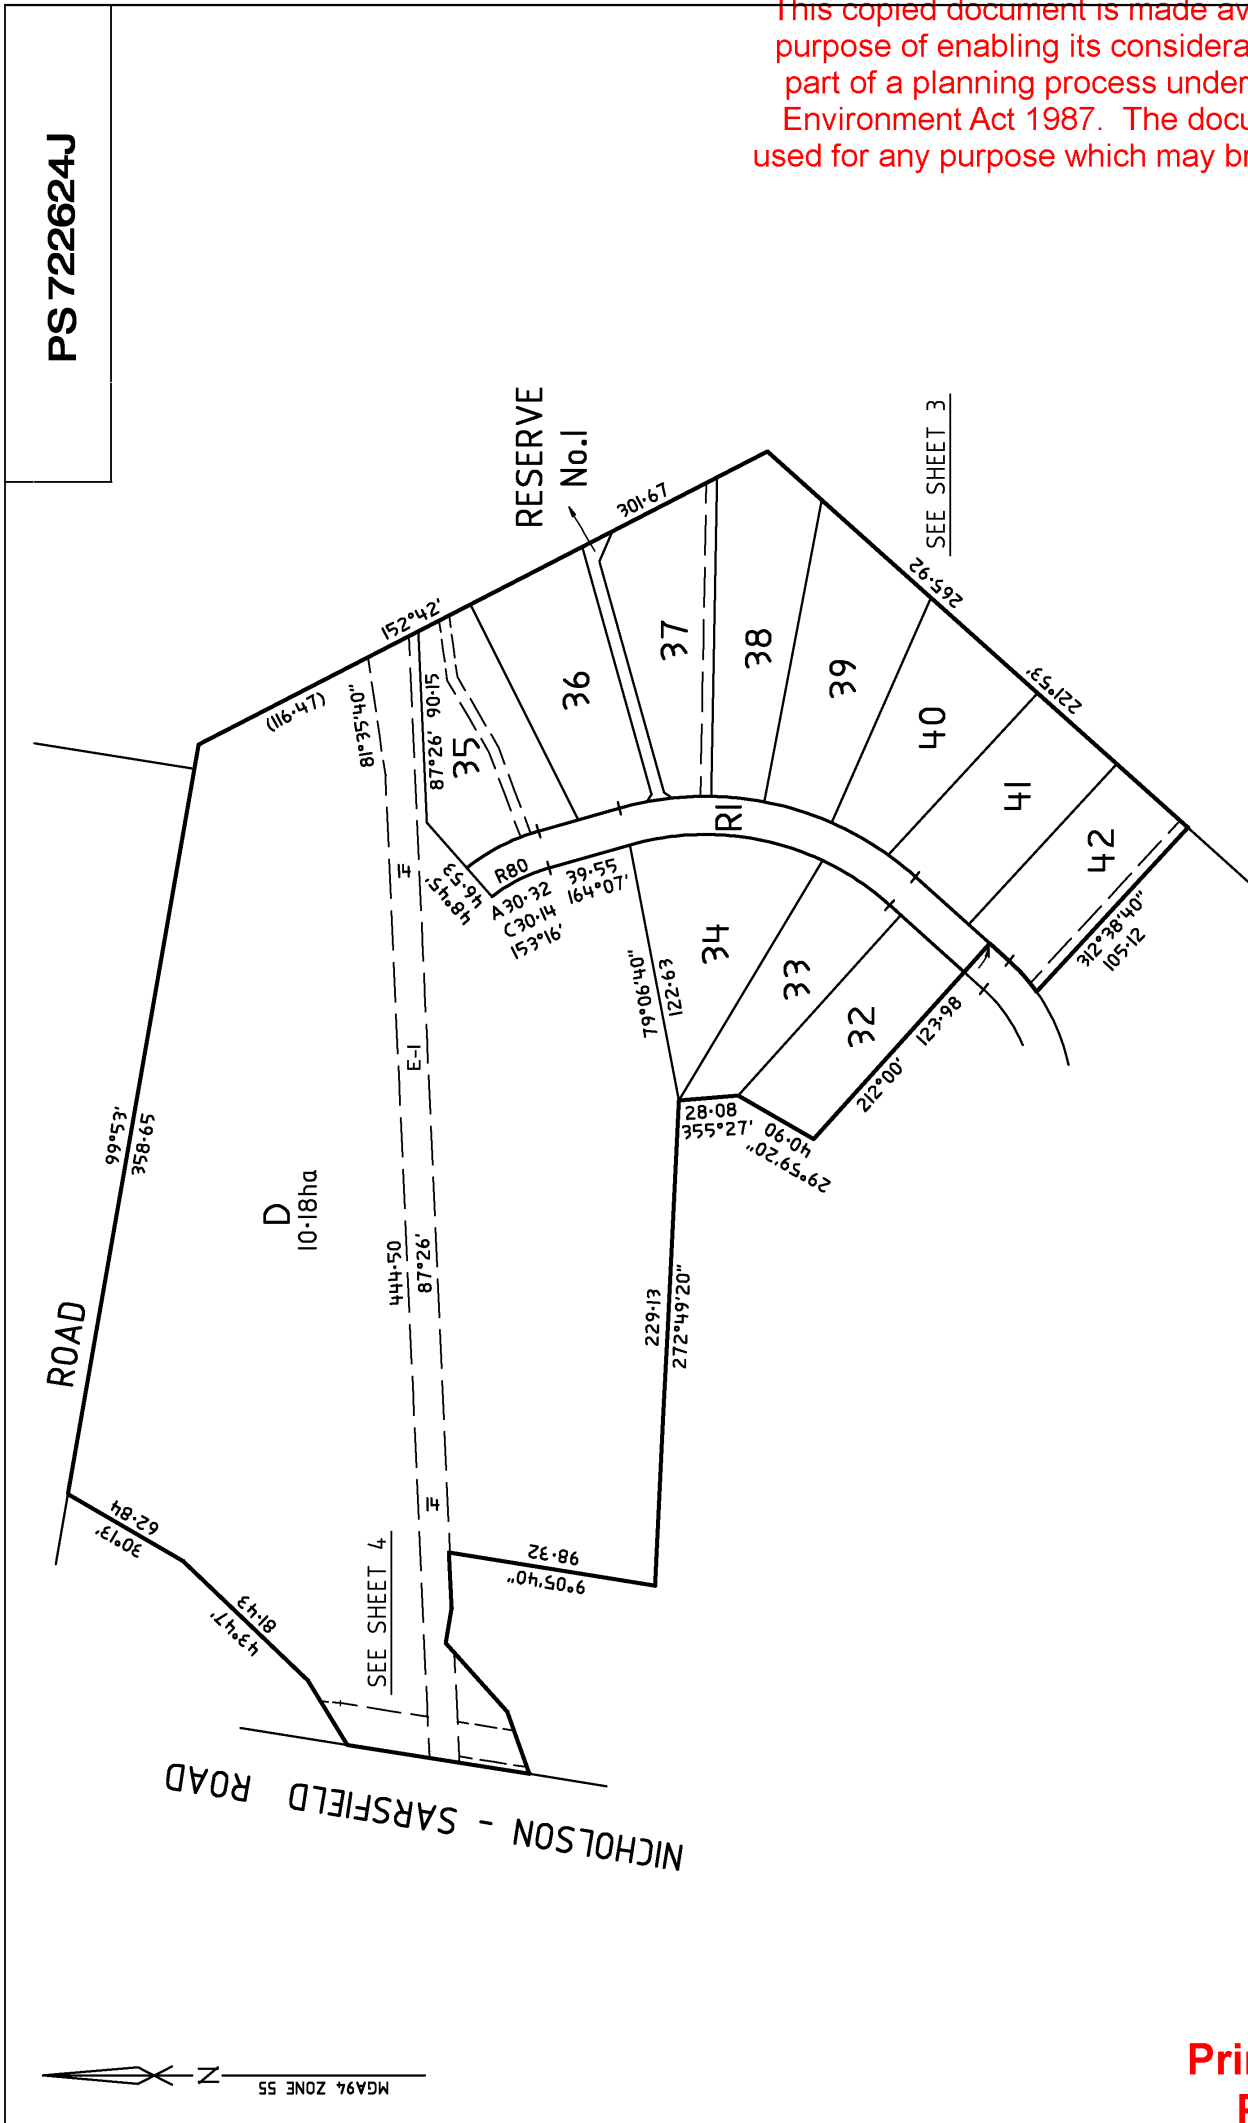 This copied document is made av
purpose of enabling its considera
part of a planning process under
Environment Act 1987. The docu
used for any purpose which may br
PS 722624J
RESERVE
No.1
SEE SHEET 3
301·67
152°42'
(116·47)
81°35'40"
87°26' 90·15
35
36
37
38
39
40
41
42
265·92
221°53'
312°38'40"
105·12
R1
R80
46·53
48°45'
A30·32
C30·14
153°16'
39·55
164°07'
14
E-1
79°06'40"
122·63
34
33
32
123·98
212°00'
28·08
355°27'
40·90
29°59'20"
99°53'
358·65
D
10·18ha
444·50
87°26'
229·13
272°49'20"
ROAD
62·84
30°13'
81·43
43°47'
14
98·32
9°05'40"
SEE SHEET 4
NICHOLSON - SARSFIELD ROAD
N
MGA94 ZONE 55
Pri